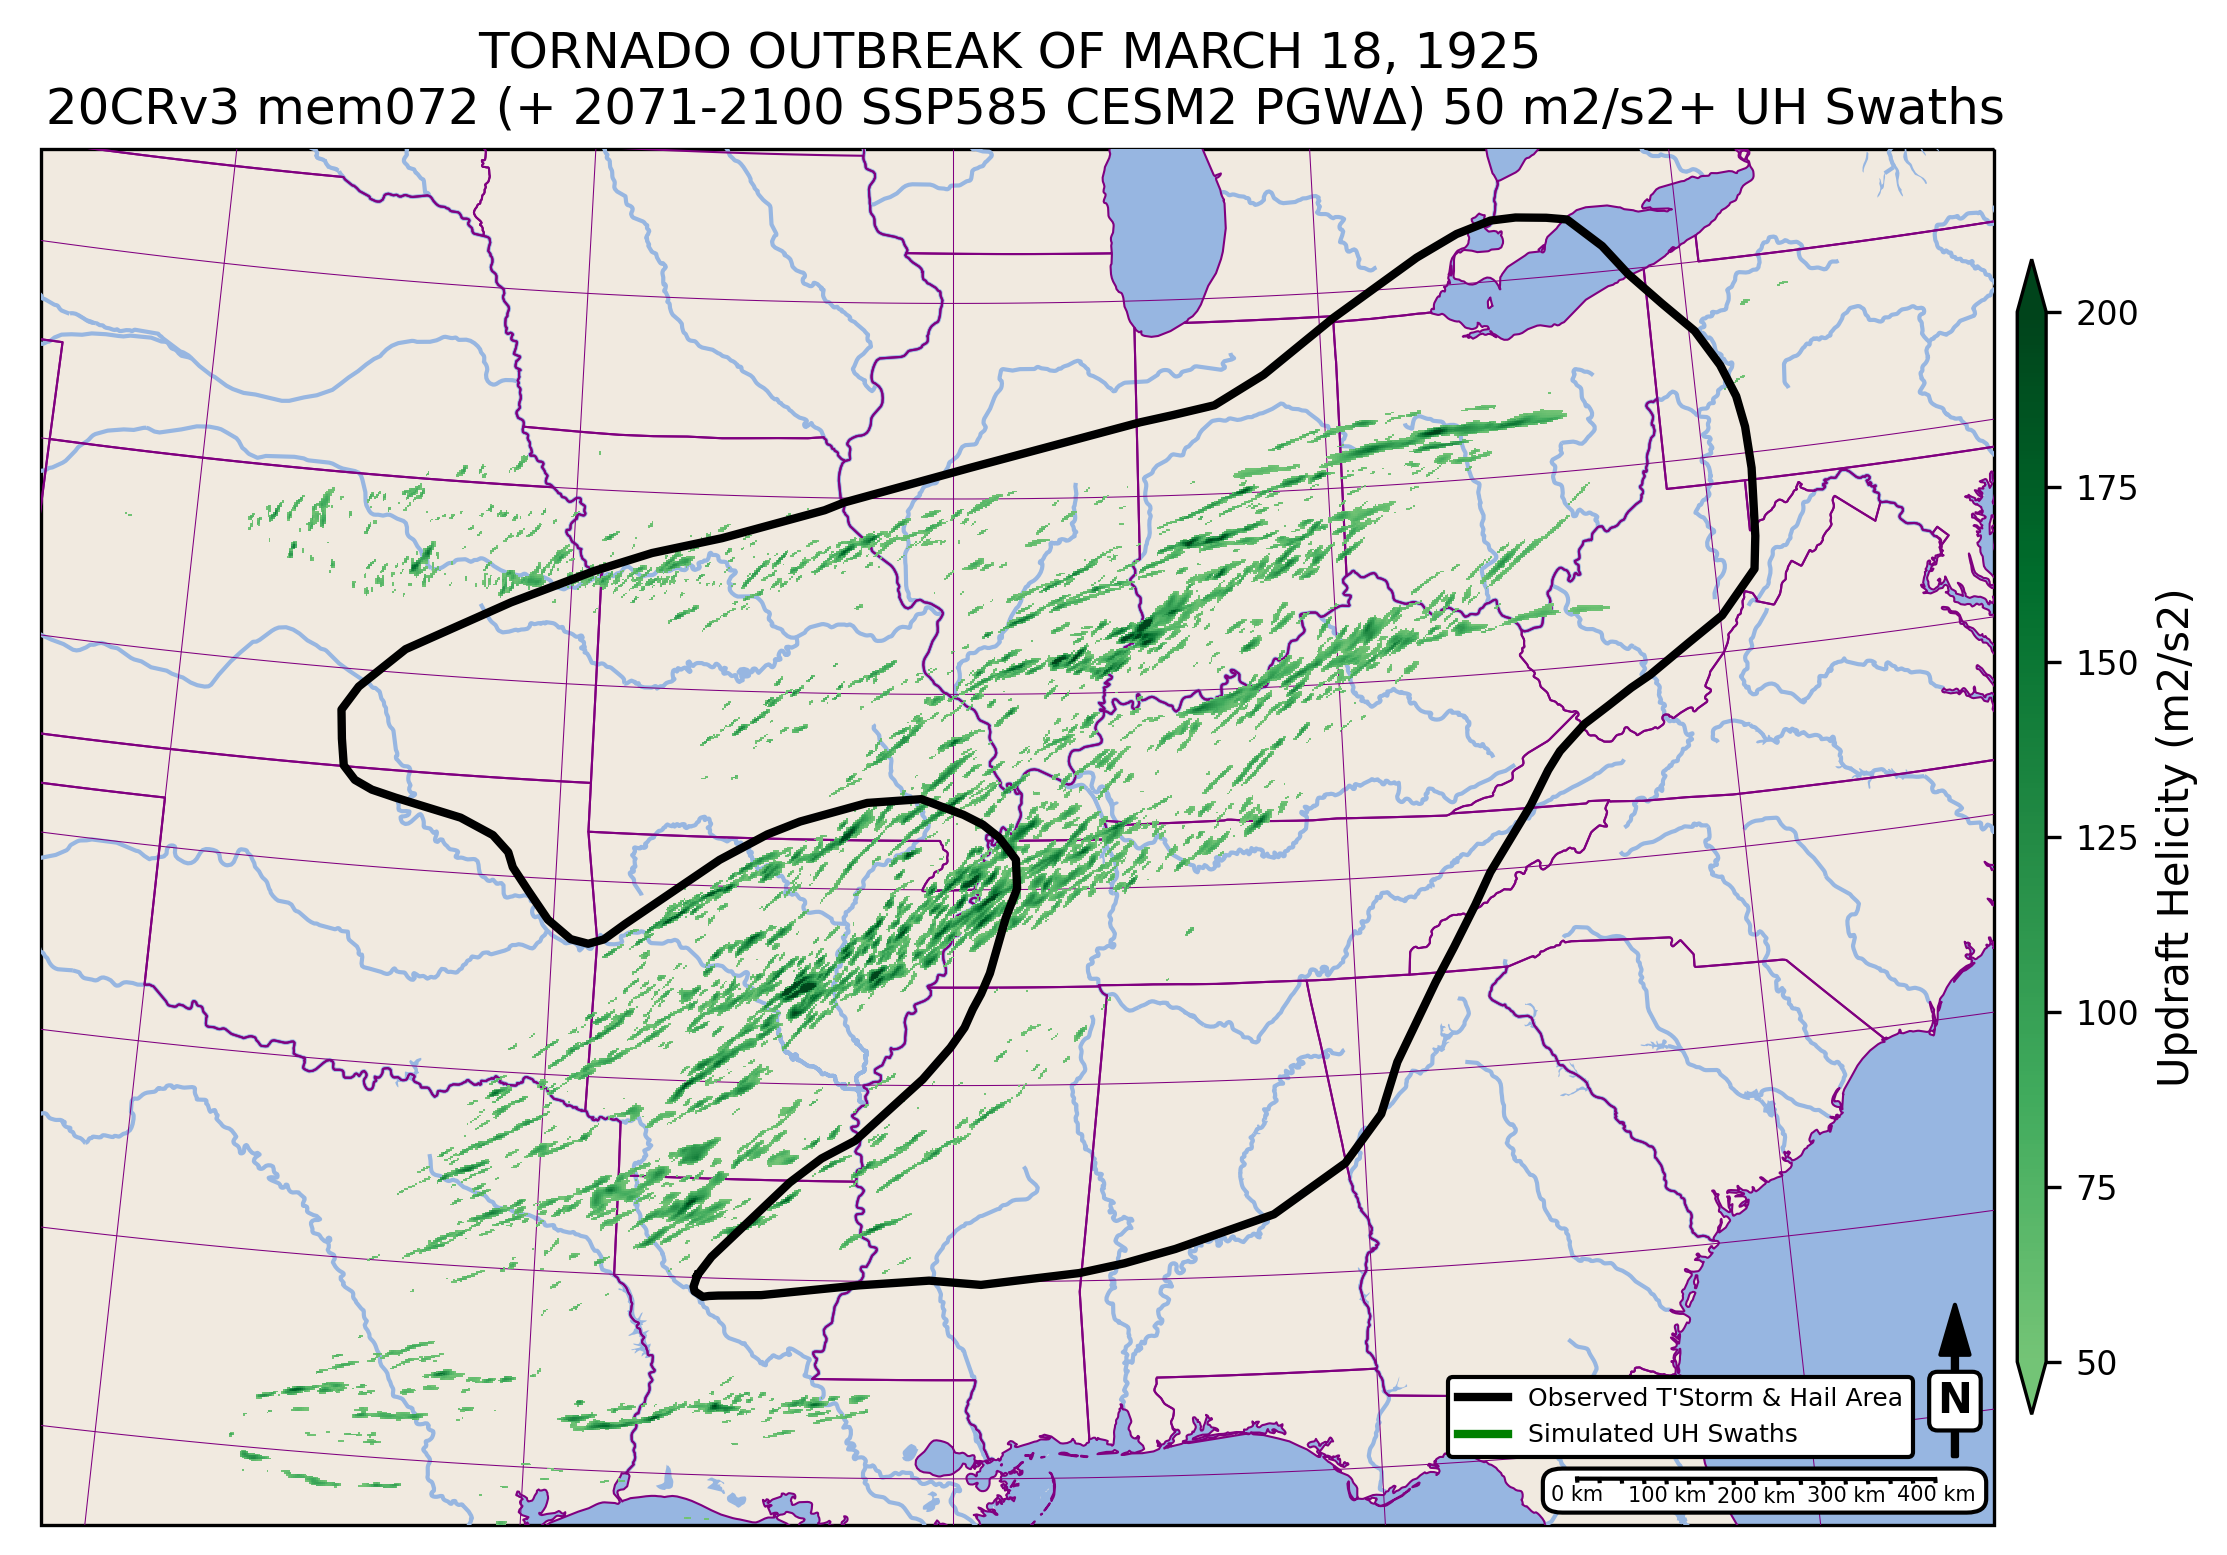 TORNADO OUTBREAK OF MARCH 18, 1925
20CRv3 mem072 (+ 2071-2100 SSP585 CESM2 PGWΔ) 50 m2/s2+ UH Swaths
200
175
150
125
100
75
50
Updraft Helicity (m2/s2)
Observed T'Storm & Hail Area
Simulated UH Swaths
N
0 km 100 km 200 km 300 km 400 km